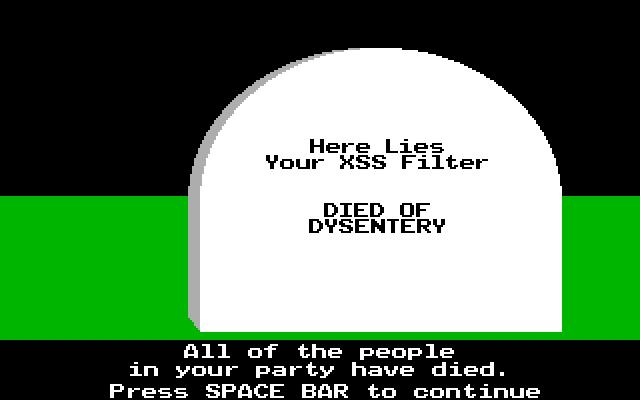 Here Lies
Your XSS Filter
DIED OF
DYSENTERY
All of the people
in your party have died.
Press SPACE BAR to continue